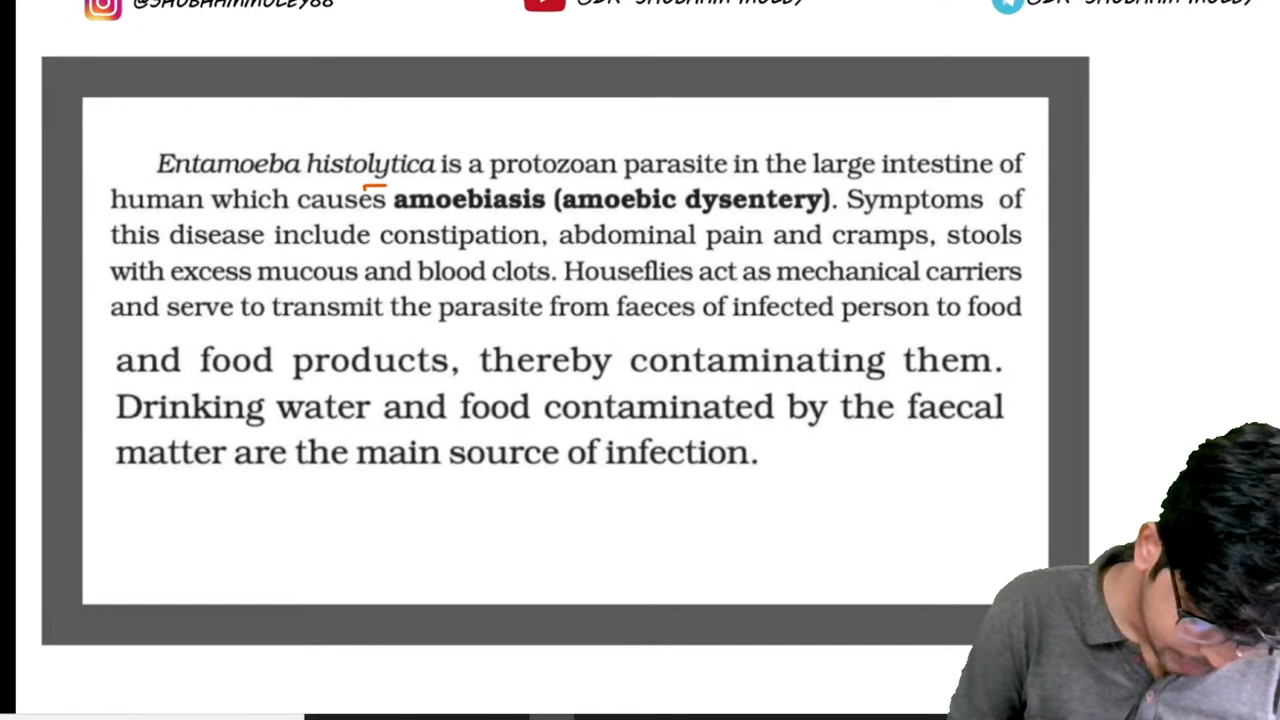 Entamoeba histolytica is a protozoan parasite in the large intestine of
human which causes amoebiasis (amoebic dysentery). Symptoms of
this disease include constipation, abdominal pain and cramps, stools
with excess mucous and blood clots. Houseflies act as mechanical carriers
and serve to transmit the parasite from faeces of infected person to food
and food products, thereby contaminating them.
Drinking water and food contaminated by the faecal
matter are the main source of infection.